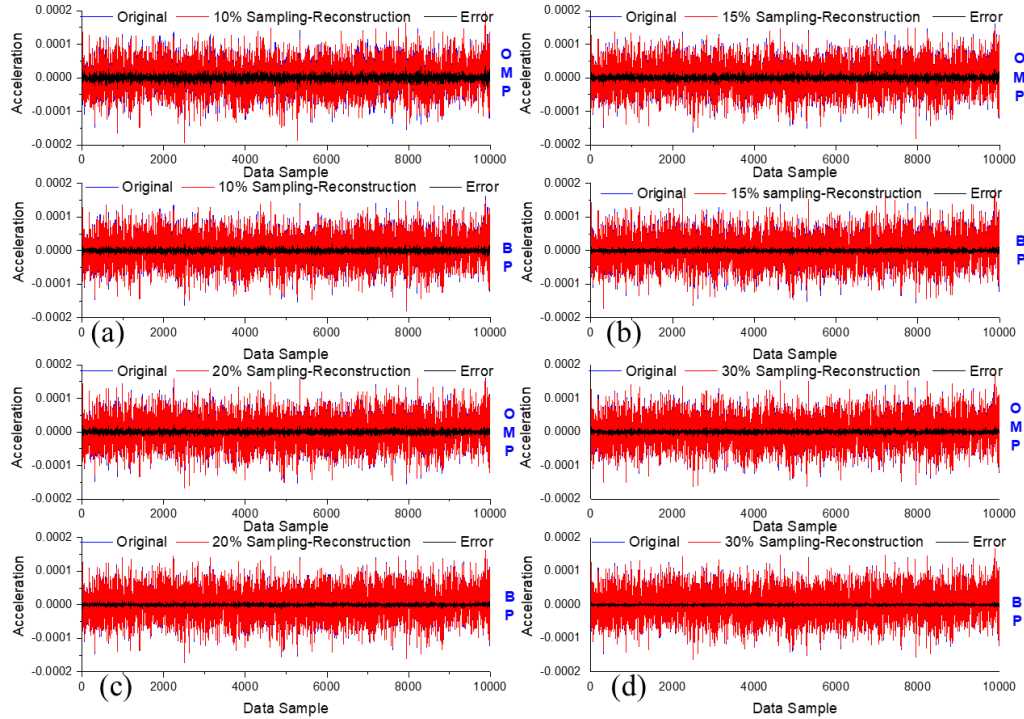 Original 10% Sampling-Reconstruction Error
Acceleration
0.0002
0.0001
0.0000
-0.0001
-0.0002
0 2000 4000 6000 8000 10000
Data Sample
O
M
P
Original 15% Sampling-Reconstruction Error
Acceleration
0.0002
0.0001
0.0000
-0.0001
-0.0002
0 2000 4000 6000 8000 10000
Data Sample
O
M
P
Original 10% Sampling-Reconstruction Error
Acceleration
0.0002
0.0001
0.0000
-0.0001
-0.0002
0 2000 4000 6000 8000 10000
Data Sample
B
P
(a)
Original 15% sampling-Reconstruction Error
Acceleration
0.0002
0.0001
0.0000
-0.0001
-0.0002
0 2000 4000 6000 8000 10000
Data Sample
B
P
(b)
Original 20% Sampling-Reconstruction Error
Acceleration
0.0002
0.0001
0.0000
-0.0001
-0.0002
0 2000 4000 6000 8000 10000
Data Sample
O
M
P
Original 30% Sampling-Reconstruction Error
Acceleration
0.0002
0.0001
0.0000
-0.0001
-0.0002
0 2000 4000 6000 8000 10000
Data Sample
O
M
P
Original 20% Sampling-Reconstruction Error
Acceleration
0.0002
0.0001
0.0000
-0.0001
-0.0002
0 2000 4000 6000 8000 10000
Data Sample
B
P
(c)
Original 30% Sampling-Reconstruction Error
Acceleration
0.0002
0.0001
0.0000
-0.0001
-0.0002
0 2000 4000 6000 8000 10000
Data Sample
B
P
(d)